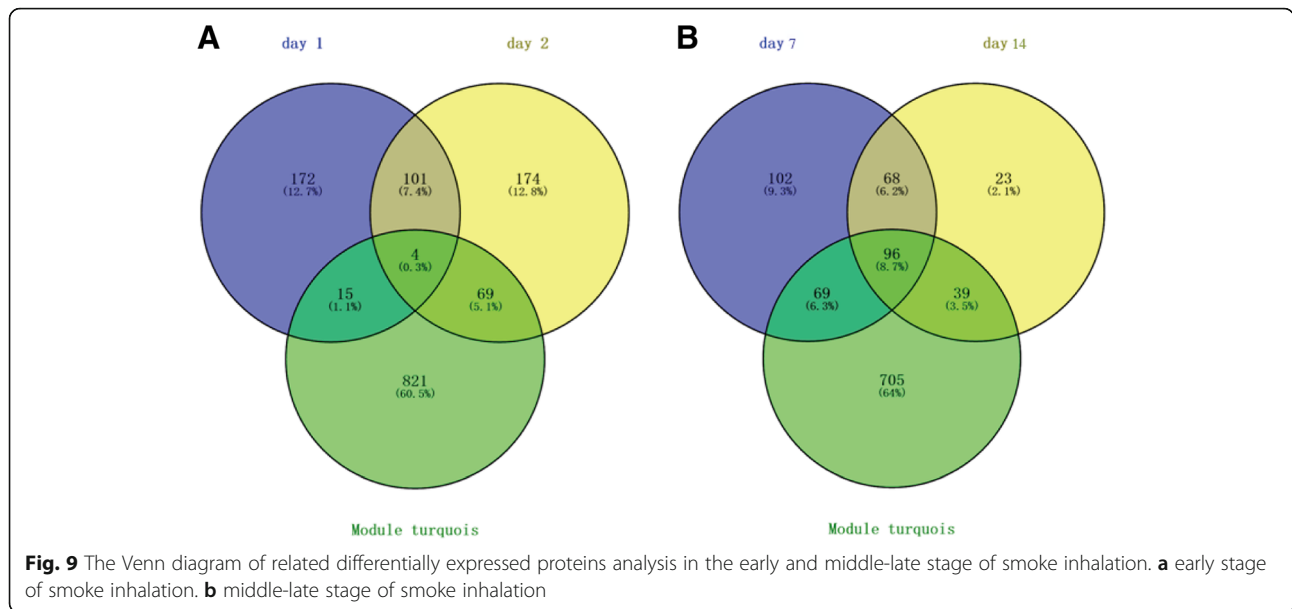 A
day 1
day 2
172
(12.7%)
101
(7.4%)
174
(12.8%)
4
(0.3%)
15
(1.1%)
69
(5.1%)
821
(60.5%)
Module turquois
B
day 7
day 14
102
(9.3%)
68
(6.2%)
23
(2.1%)
96
(8.7%)
69
(6.3%)
39
(3.5%)
705
(64%)
Module turquois
Fig. 9 The Venn diagram of related differentially expressed proteins analysis in the early and middle-late stage of smoke inhalation. a early stage
of smoke inhalation. b middle-late stage of smoke inhalation